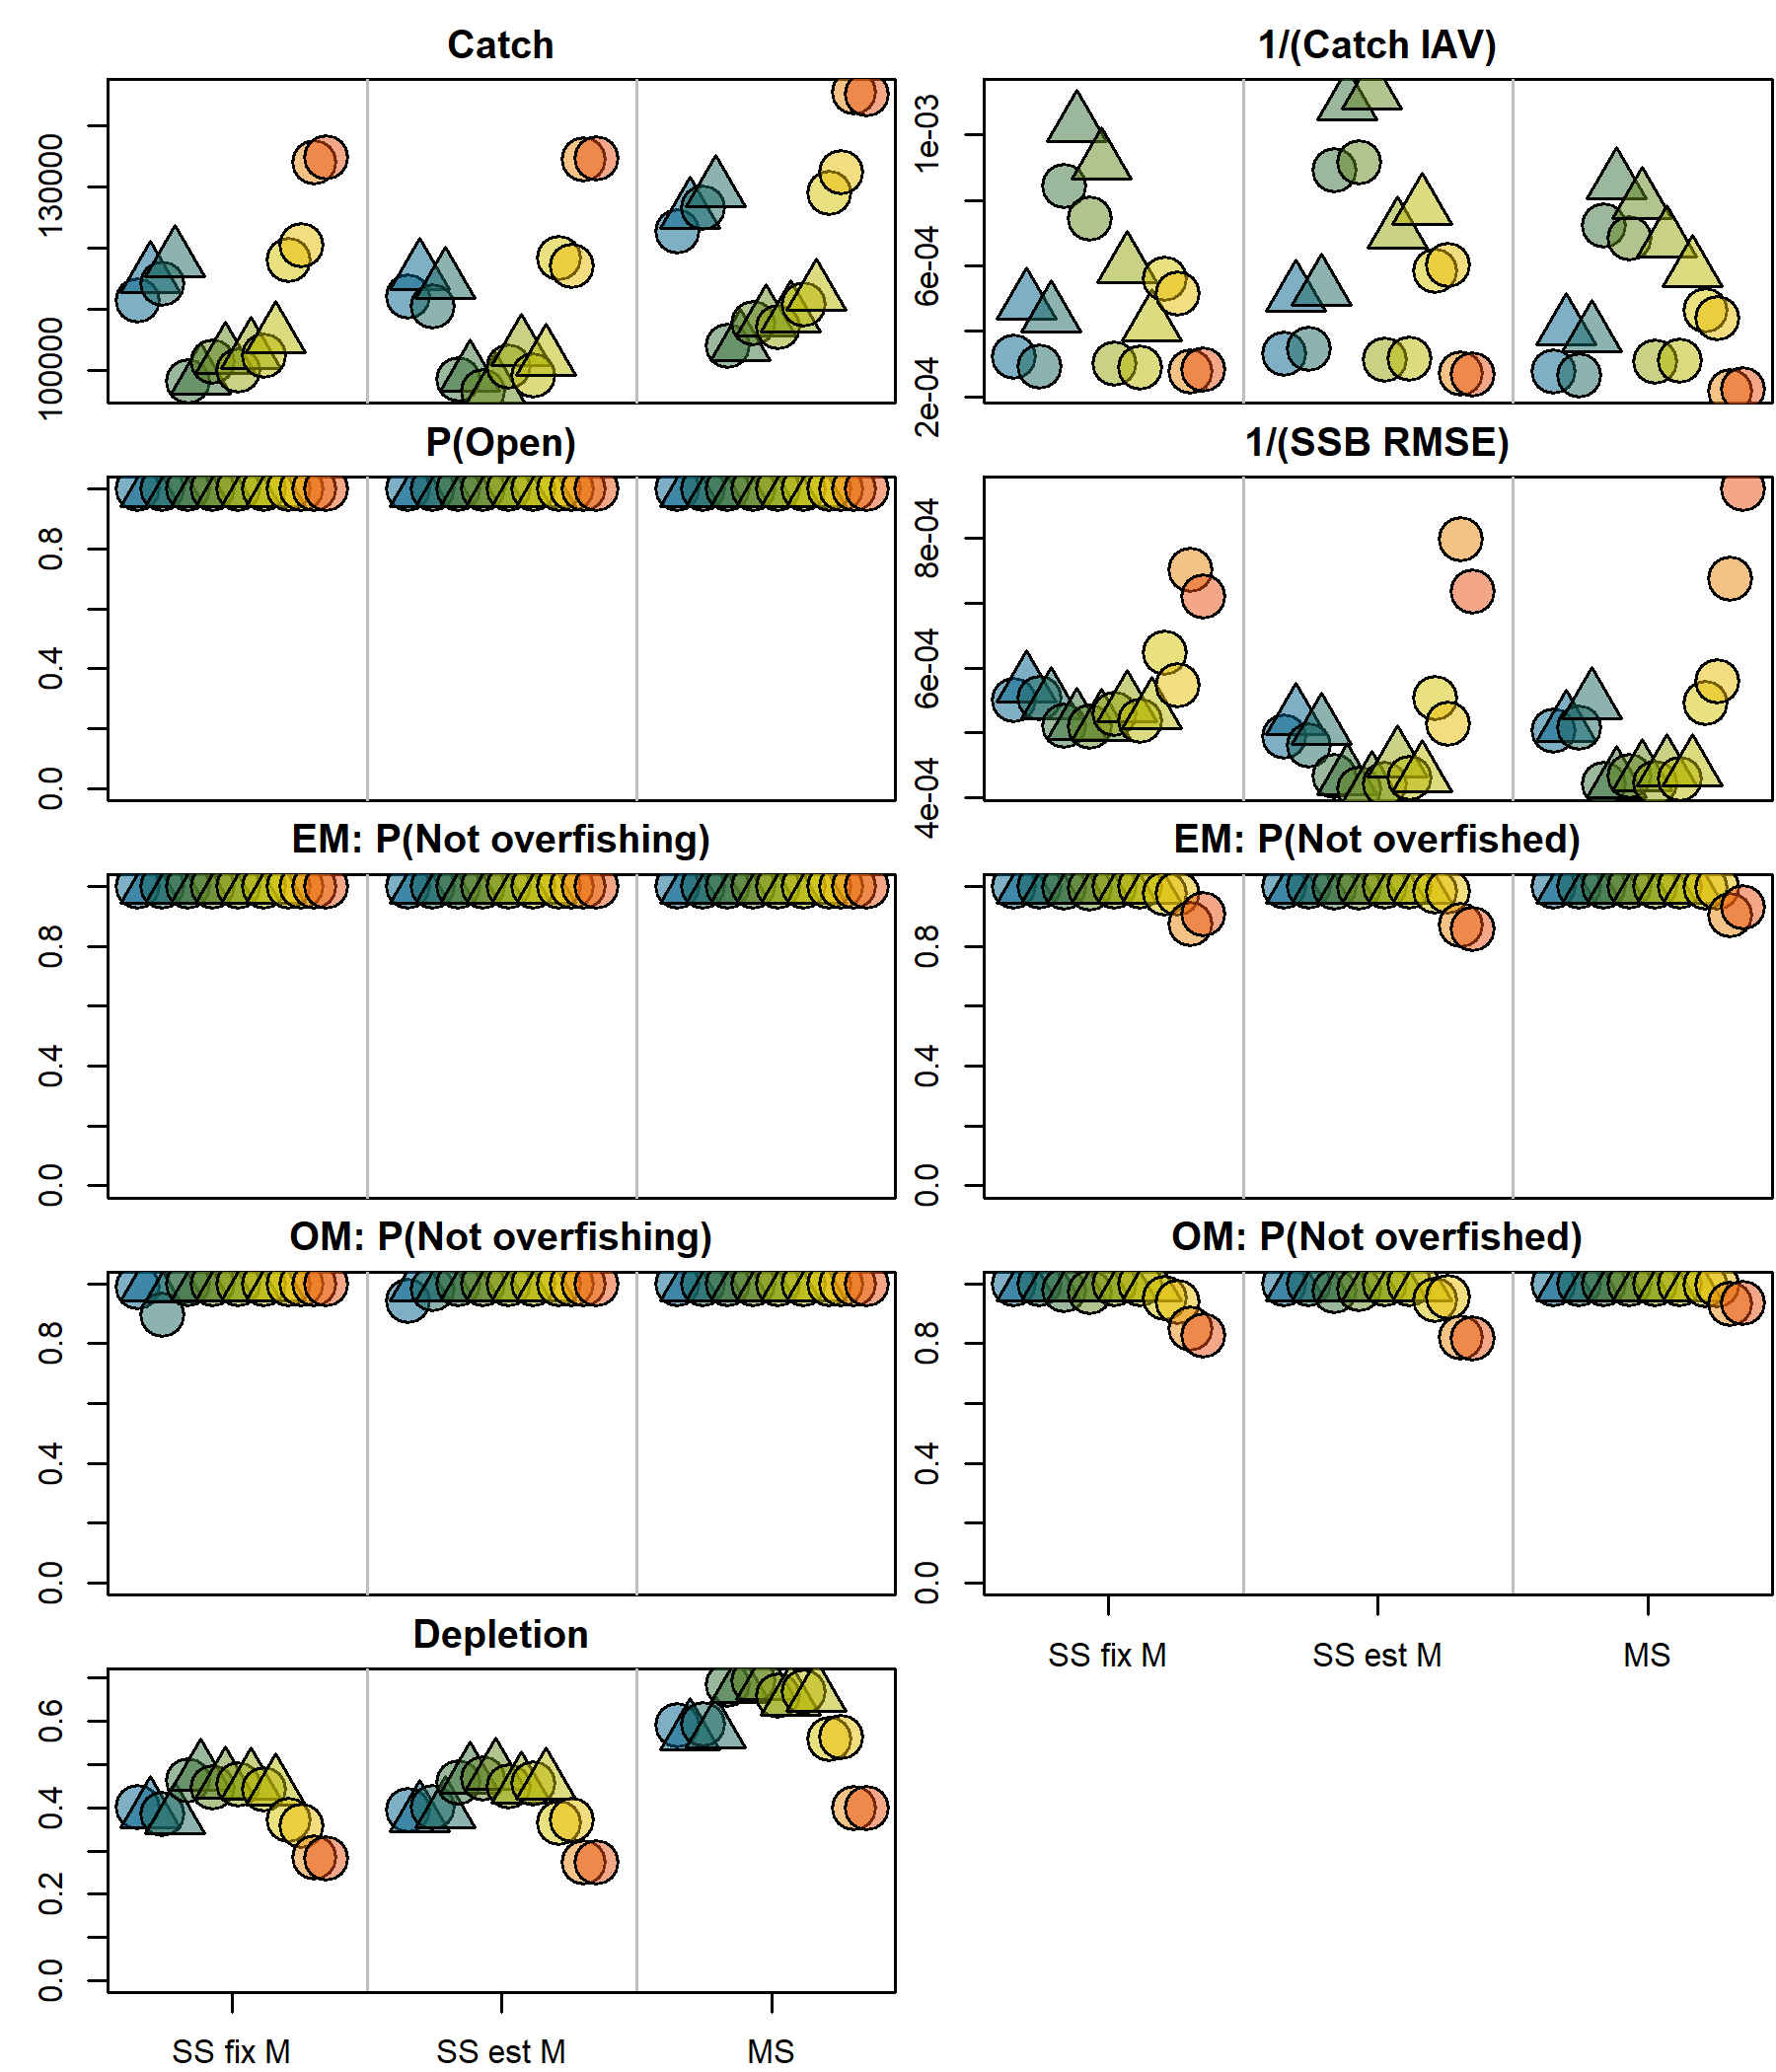 Catch
1/(Catch IAV)
100000 130000
2e-04 6e-04 1e-03
P(Open)
1/(SSB RMSE)
0.0 0.4 0.8
4e-04 6e-04 8e-04
EM: P(Not overfishing)
EM: P(Not overfished)
0.0 0.4 0.8
0.0 0.4 0.8
OM: P(Not overfishing)
OM: P(Not overfished)
0.0 0.4 0.8
0.0 0.4 0.8
SS fix M SS est M MS
Depletion
0.0 0.2 0.4 0.6
SS fix M SS est M MS